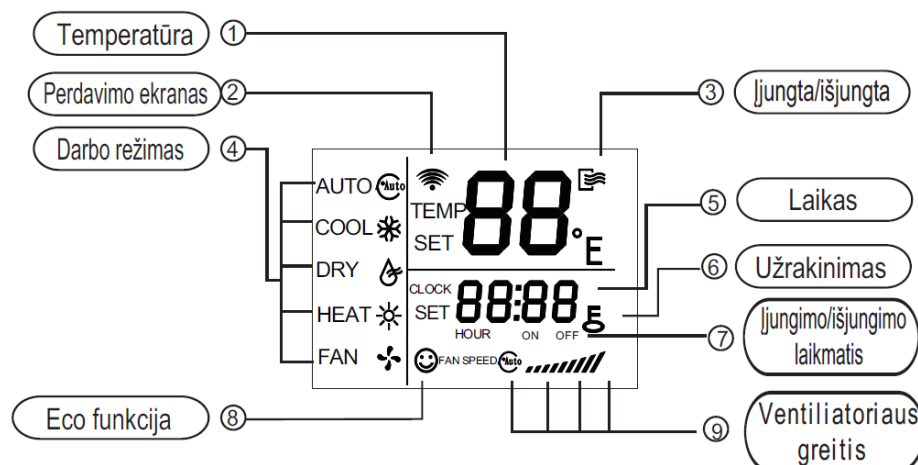 Temperatūra ①
Perdavimo ekranas ②
③ Įjungta/išjungta
Darbo režimas ④
AUTO Auto
COOL
DRY
HEAT
FAN
TEMP
SET
88°E
CLOCK
SET
88:88
HOUR ON OFF
FAN SPEED Auto
⑤ Laikas
⑥ Užrakinimas
⑦ Įjungimo/išjungimo
laikmatis
Eco funkcija ⑧
⑨ Ventiliatoriaus
greitis